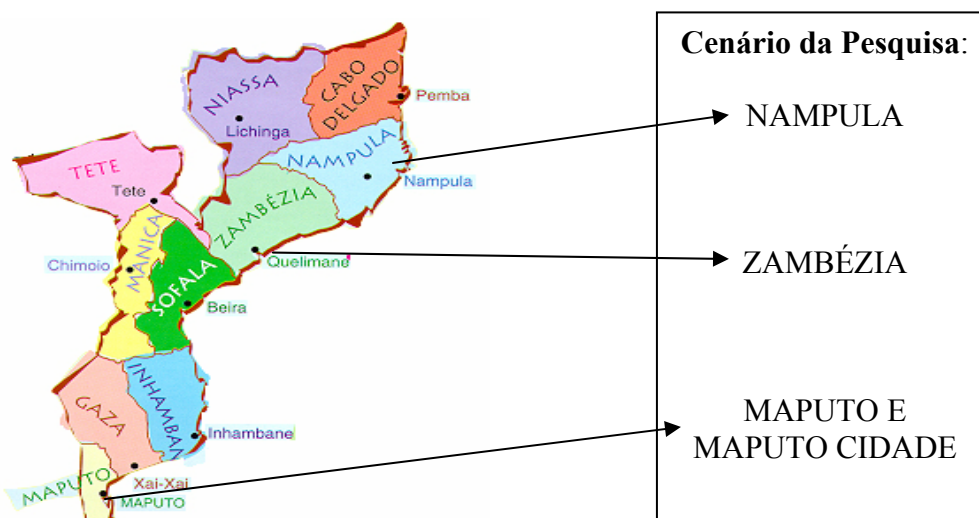 NIASSA
CABO
DELGADO
Pemba
Lichinga
NAMPULA
Nampula
TETE
Tete
ZAMBÉZIA
MANICA
Chimoio
Quelimane
SOFALA
Beira
INHAMBAN
Inhambane
GAZA
Xai-Xai
MAPUTO
MAPUTO
Cenário da Pesquisa:
NAMPULA
ZAMBÉZIA
MAPUTO E
MAPUTO CIDADE